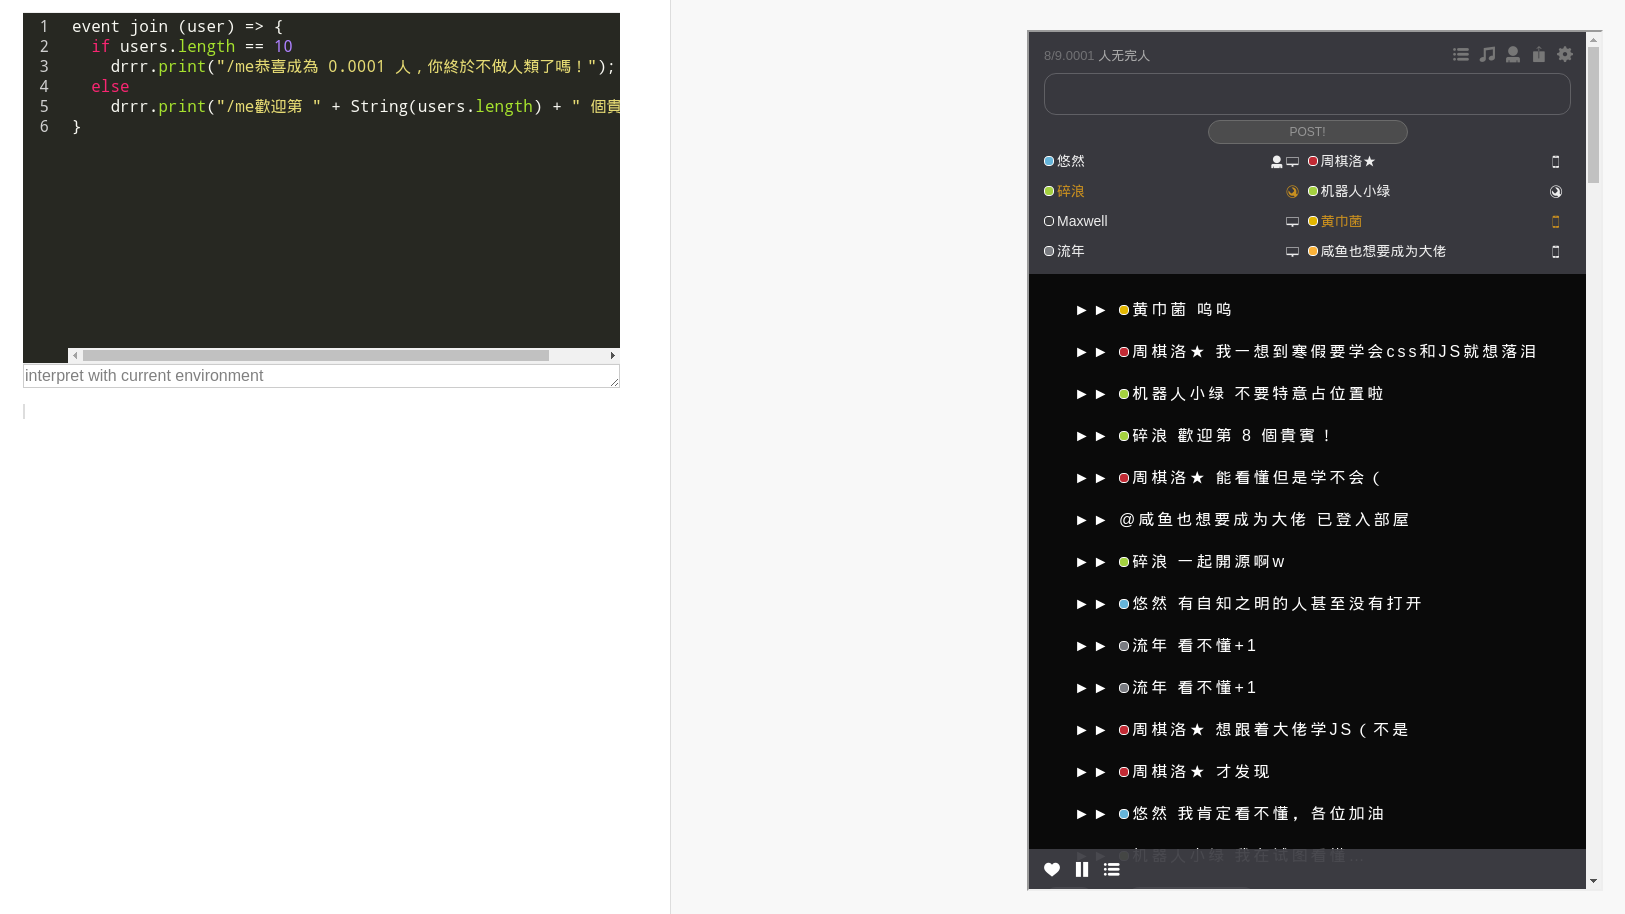 1 event join (user) => {
2 if users.length == 10
3 drrr.print("/me恭喜成為 0.0001 人，你終於不做人類了嗎！");
4 else
5 drrr.print("/me歡迎第 " + String(users.length) + " 個貴
6 }
interpret with current environment
8/9.0001 人无完人
POST!
悠然 周棋洛★
碎浪 机器人小绿
Maxwell 黄巾菌
流年 咸鱼也想要成为大佬
►► 黄巾菌 呜呜
►► 周棋洛★ 我一想到寒假要学会css和JS就想落泪
►► 机器人小绿 不要特意占位置啦
►► 碎浪 歡迎第 8 個貴賓！
►► 周棋洛★ 能看懂但是学不会（
►► @咸鱼也想要成为大佬 已登入部屋
►► 碎浪 一起開源啊w
►► 悠然 有自知之明的人甚至没有打开
►► 流年 看不懂+1
►► 流年 看不懂+1
►► 周棋洛★ 想跟着大佬学JS（不是
►► 周棋洛★ 才发现
►► 悠然 我肯定看不懂，各位加油
►► 机器人小绿 我在试图看懂...